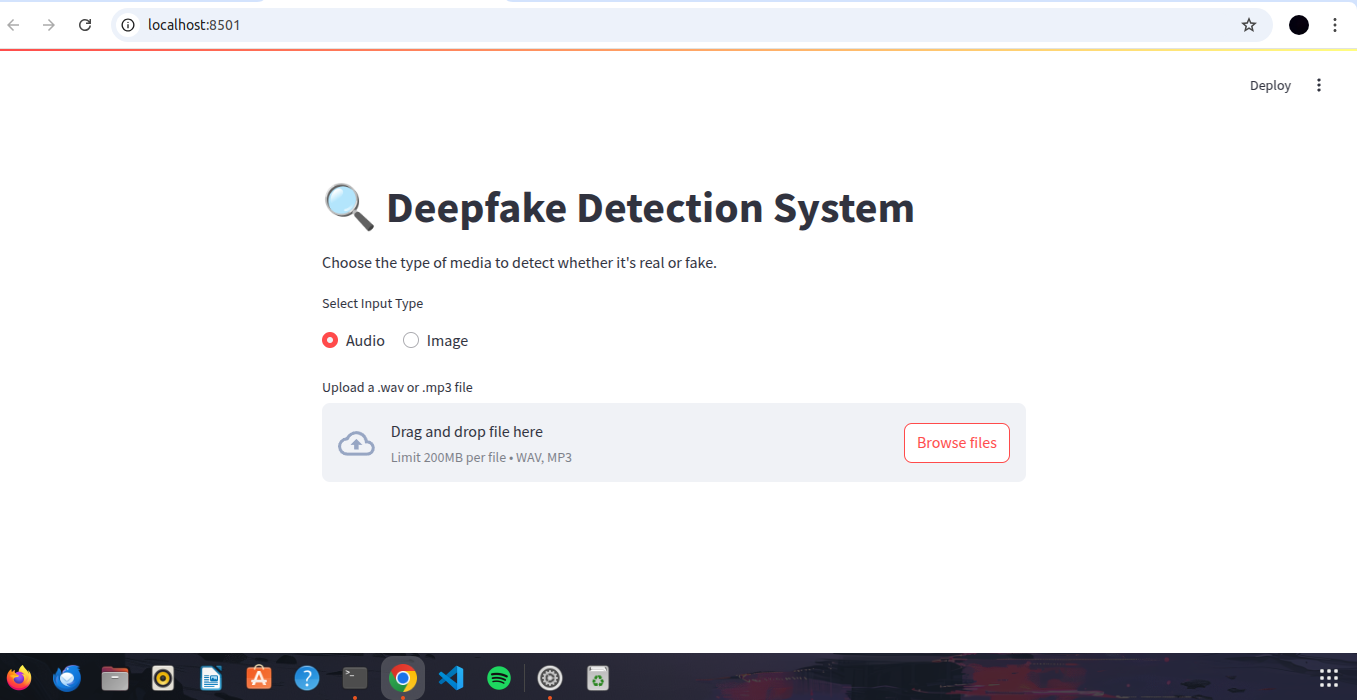 localhost:8501
Deploy
🔍 Deepfake Detection System
Choose the type of media to detect whether it's real or fake.
Select Input Type
Audio Image
Upload a .wav or .mp3 file
Drag and drop file here
Limit 200MB per file • WAV, MP3
Browse files